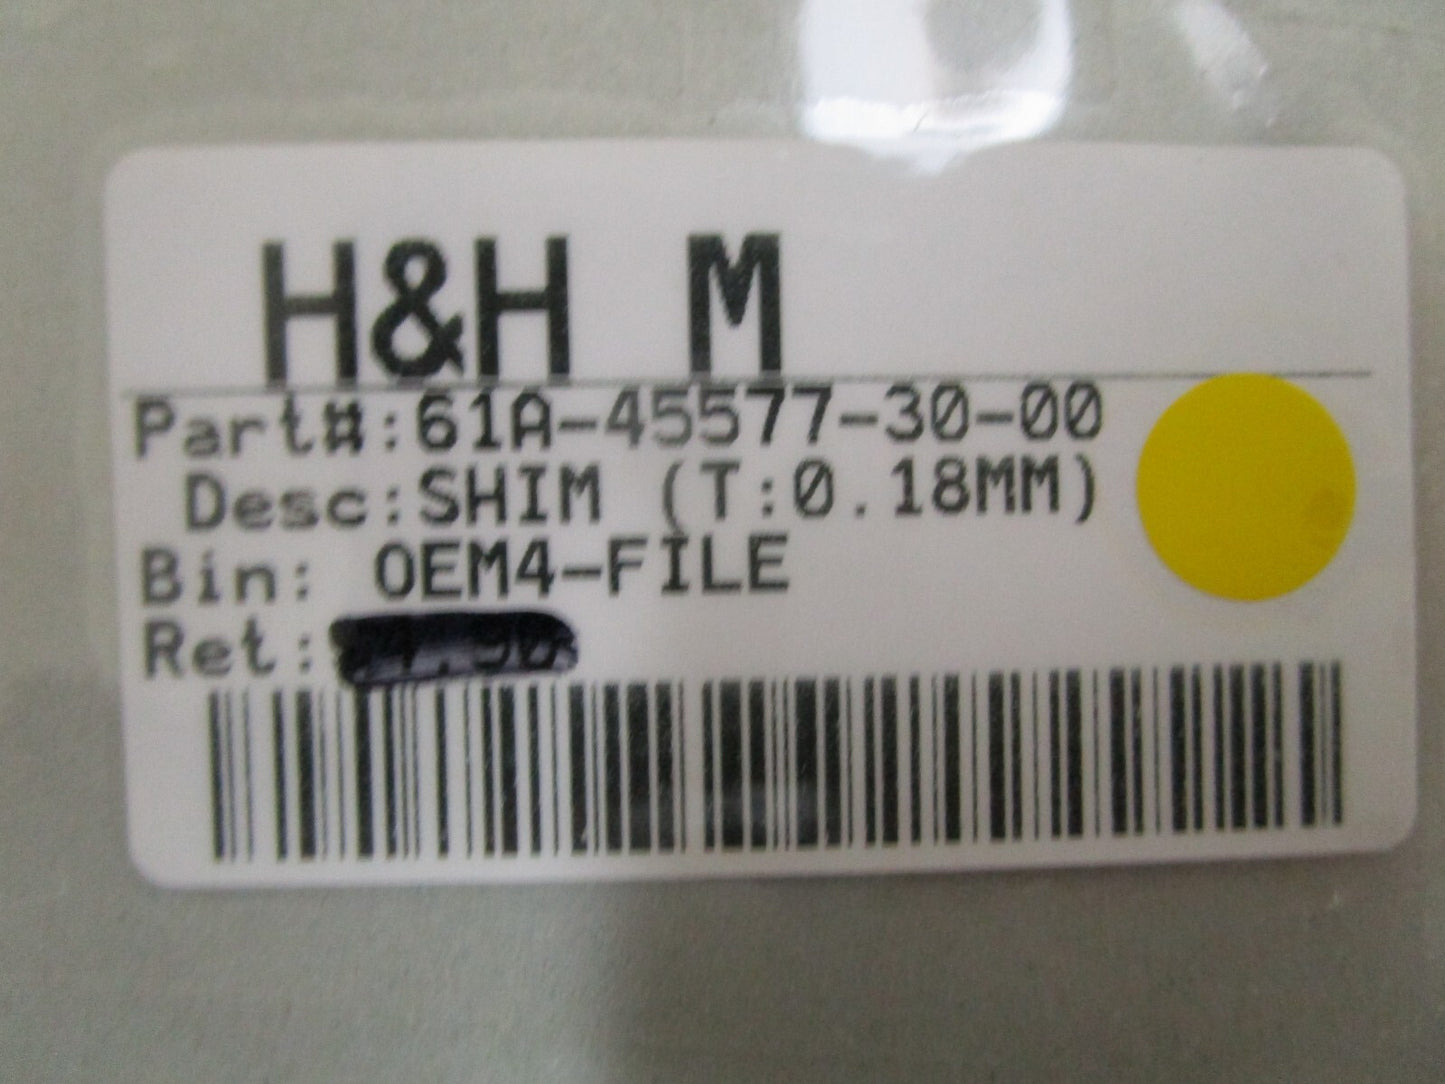 H&H M
Part#:61A-45577-30-00
Desc:SHIM (T:0.18MM)
Bin: OEM4-FILE
Ret: